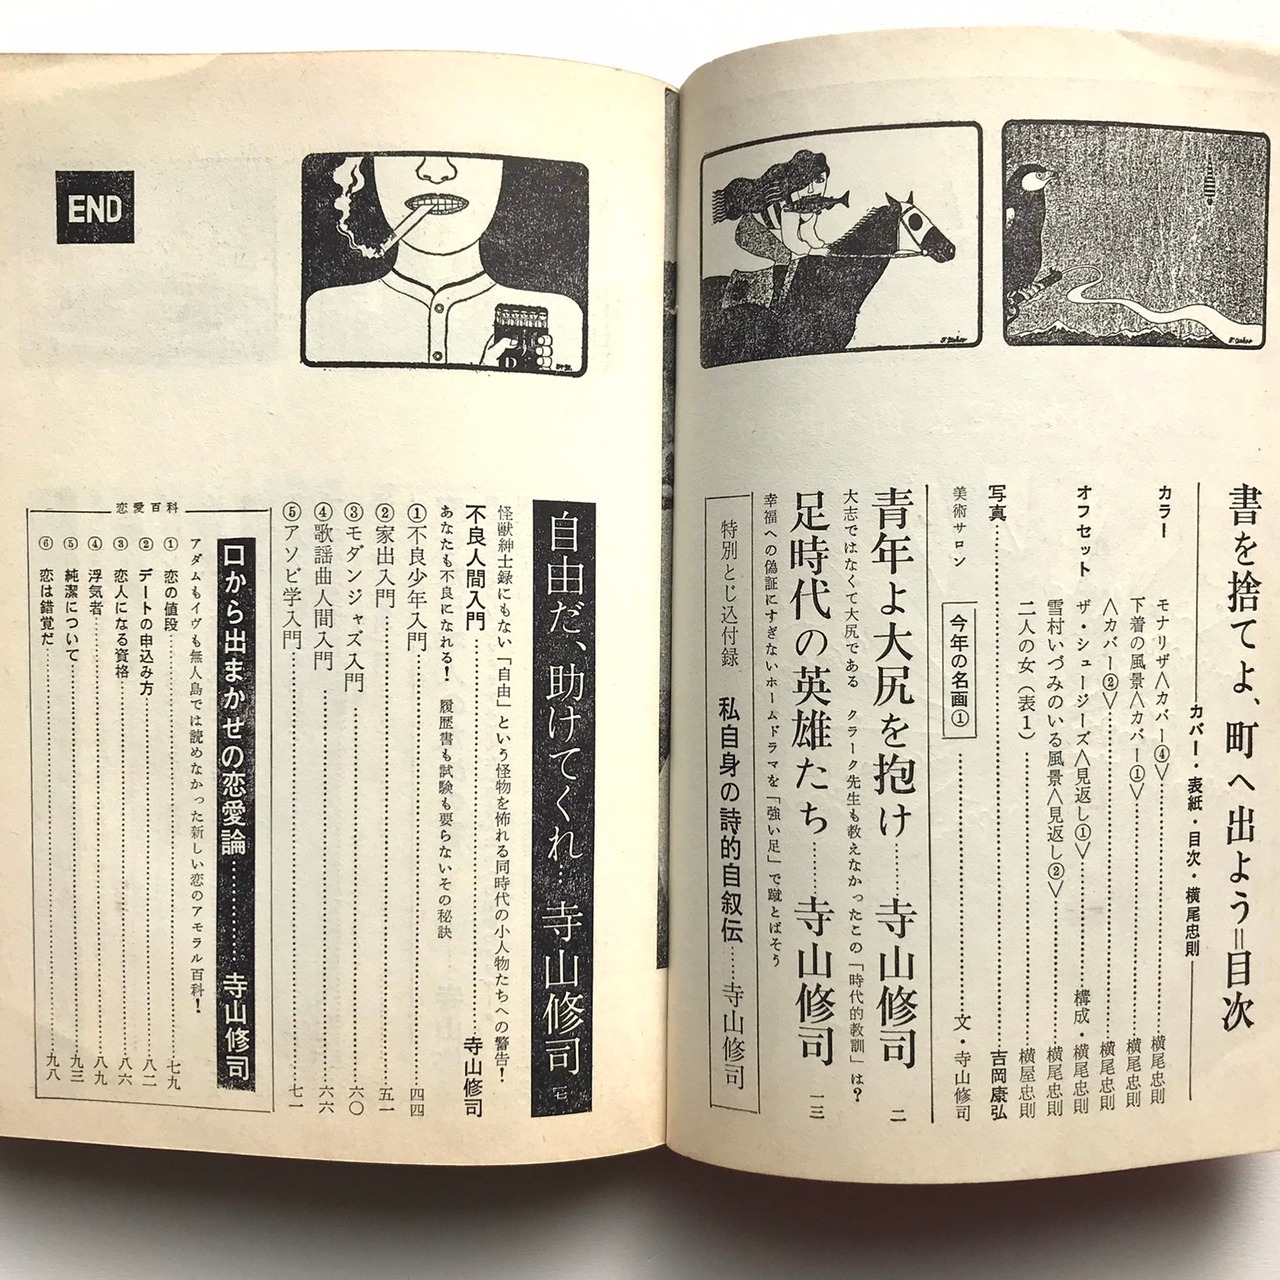 書を捨てよ、町へ出よう＝目次
カバー・表紙・目次・横尾忠則
カラー
モナリザ＜カバー④＞……横尾忠則
下着の風景＜カバー①＞……横尾忠則
＜カバー②＞……横尾忠則
オフセット
ザ・シュージーズ＜見返し①＞……構成・横尾忠則
雪村いづみのいる風景＜見返し②＞……横尾忠則
二人の女（表１）……横屋忠則
写真……吉岡康弘
美術サロン
今年の名画①……文・寺山修司
青年よ大尻を抱け……寺山修司 二
大志ではなくて大尻である クラーク先生も教えなかったこの「時代的教訓」は？
足時代の英雄たち……寺山修司 一三
幸福への偽証にすぎないホームドラマを「強い足」で蹴とばそう
特別とじ込付録 私自身の詩的自叙伝……寺山修司
自由だ、助けてくれ…寺山修司
怪獣紳士録にもない「自由」という怪物を怖れる同時代の小人物たちへの警告！
不良人間入門……寺山修司
あなたも不良になれる！ 履歴書も試験も要らないその秘訣
①不良少年入門……四四
②家出入門……五一
③モダンジャズ入門……六〇
④歌謡曲人間入門……六六
⑤アソビ学入門……七一
恋愛百科
口から出まかせの恋愛論……寺山修司
アダムもイヴも無人島では読めなかった新しい恋のアモラル百科！
①恋の値段……七九
②デートの申込み方……八二
③恋人になる資格……八六
④浮気者……八九
⑤純潔について……九三
⑥恋は錯覚だ……九八
END